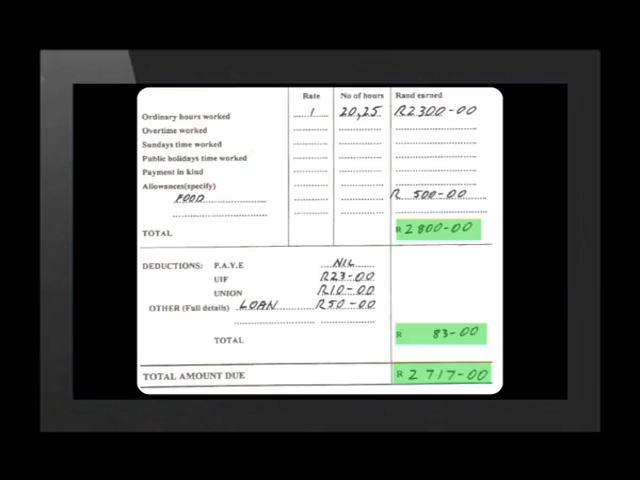 Rate No of hours Rand earned
Ordinary hours worked 1 20,25 R2300-00
Overtime worked
Sundays time worked
Public holidays time worked
Payment in kind
Allowances(specify)
FOOD R 500-00
TOTAL R 2800-00
DEDUCTIONS: P.A.Y.E NIL
UIF R23-00
UNION R10-00
OTHER (Full details) LOAN R50-00
TOTAL R 83-00
TOTAL AMOUNT DUE R 2717-00